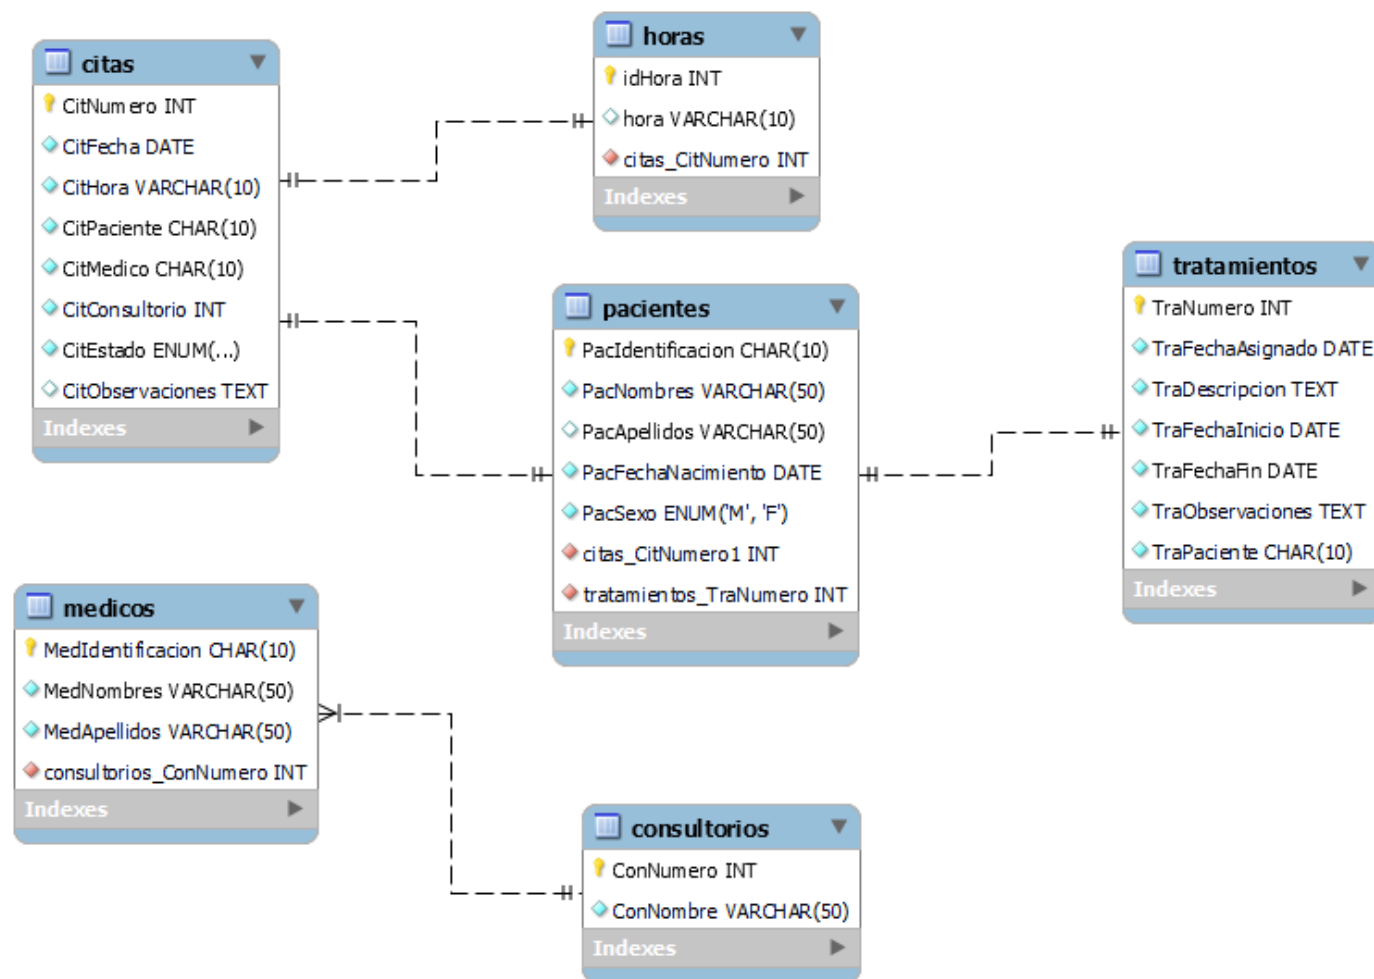 citas
CitNumero INT
CitFecha DATE
CitHora VARCHAR(10)
CitPaciente CHAR(10)
CitMedico CHAR(10)
CitConsultorio INT
CitEstado ENUM(...)
CitObservaciones TEXT
Indexes
horas
idHora INT
hora VARCHAR(10)
citas_CitNumero INT
Indexes
pacientes
PacIdentificacion CHAR(10)
PacNombres VARCHAR(50)
PacApellidos VARCHAR(50)
PacFechaNacimiento DATE
PacSexo ENUM('M', 'F')
citas_CitNumero1 INT
tratamientos_TraNumero INT
Indexes
tratamientos
TraNumero INT
TraFechaAsignado DATE
TraDescripcion TEXT
TraFechaInicio DATE
TraFechaFin DATE
TraObservaciones TEXT
TraPaciente CHAR(10)
Indexes
medicos
MedIdentificacion CHAR(10)
MedNombres VARCHAR(50)
MedApellidos VARCHAR(50)
consultorios_ConNumero INT
Indexes
consultorios
ConNumero INT
ConNombre VARCHAR(50)
Indexes